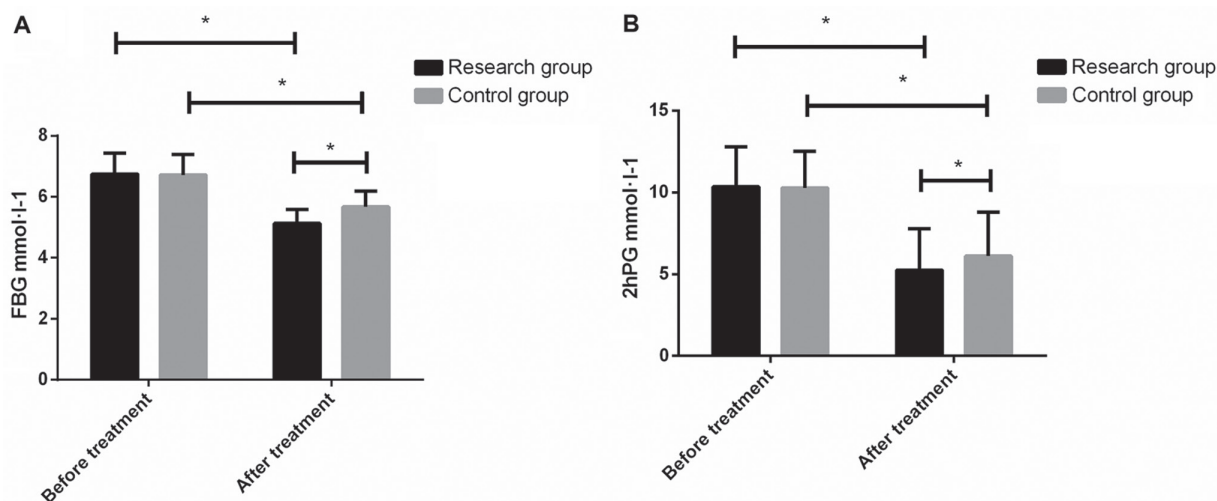 A
*
Research group
Control group
*
*
8
6
4
2
0
FBG mmol·l-1
Before treatment
After treatment
B
*
Research group
Control group
*
*
15
10
5
0
2hPG mmol·l-1
Before treatment
After treatment